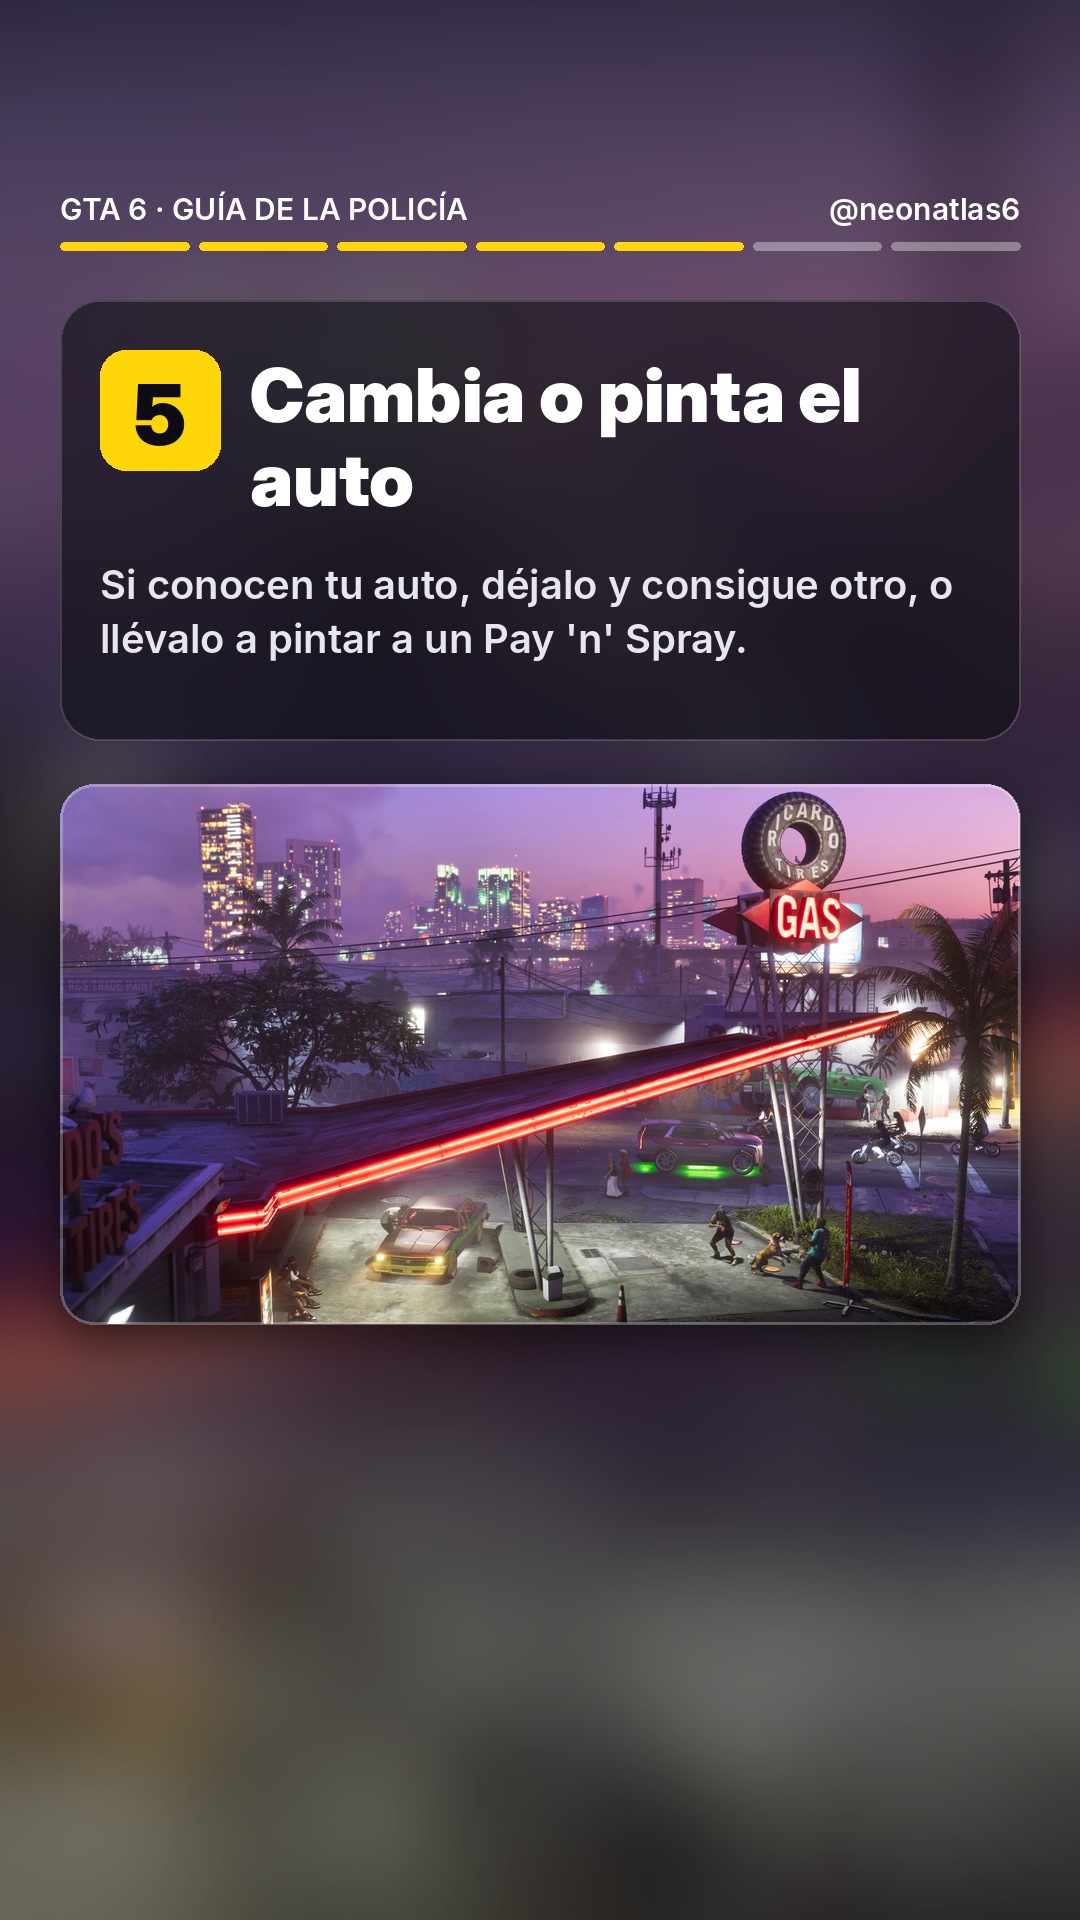 GTA 6 · GUÍA DE LA POLICÍA
@neonatlas6
5
Cambia o pinta el
auto
Si conocen tu auto, déjalo y consigue otro, o
llévalo a pintar a un Pay 'n' Spray.
RICARDO
TIRES
GAS
DO'S
TIRES